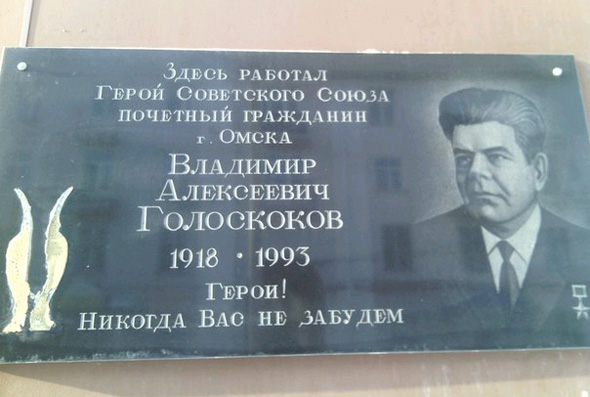 Здесь работал
Герой Советского Союза
почетный гражданин
г. Омска
Владимир
Алексеевич
Голоскоков
1918 • 1993
Герои!
Никогда Вас не забудем